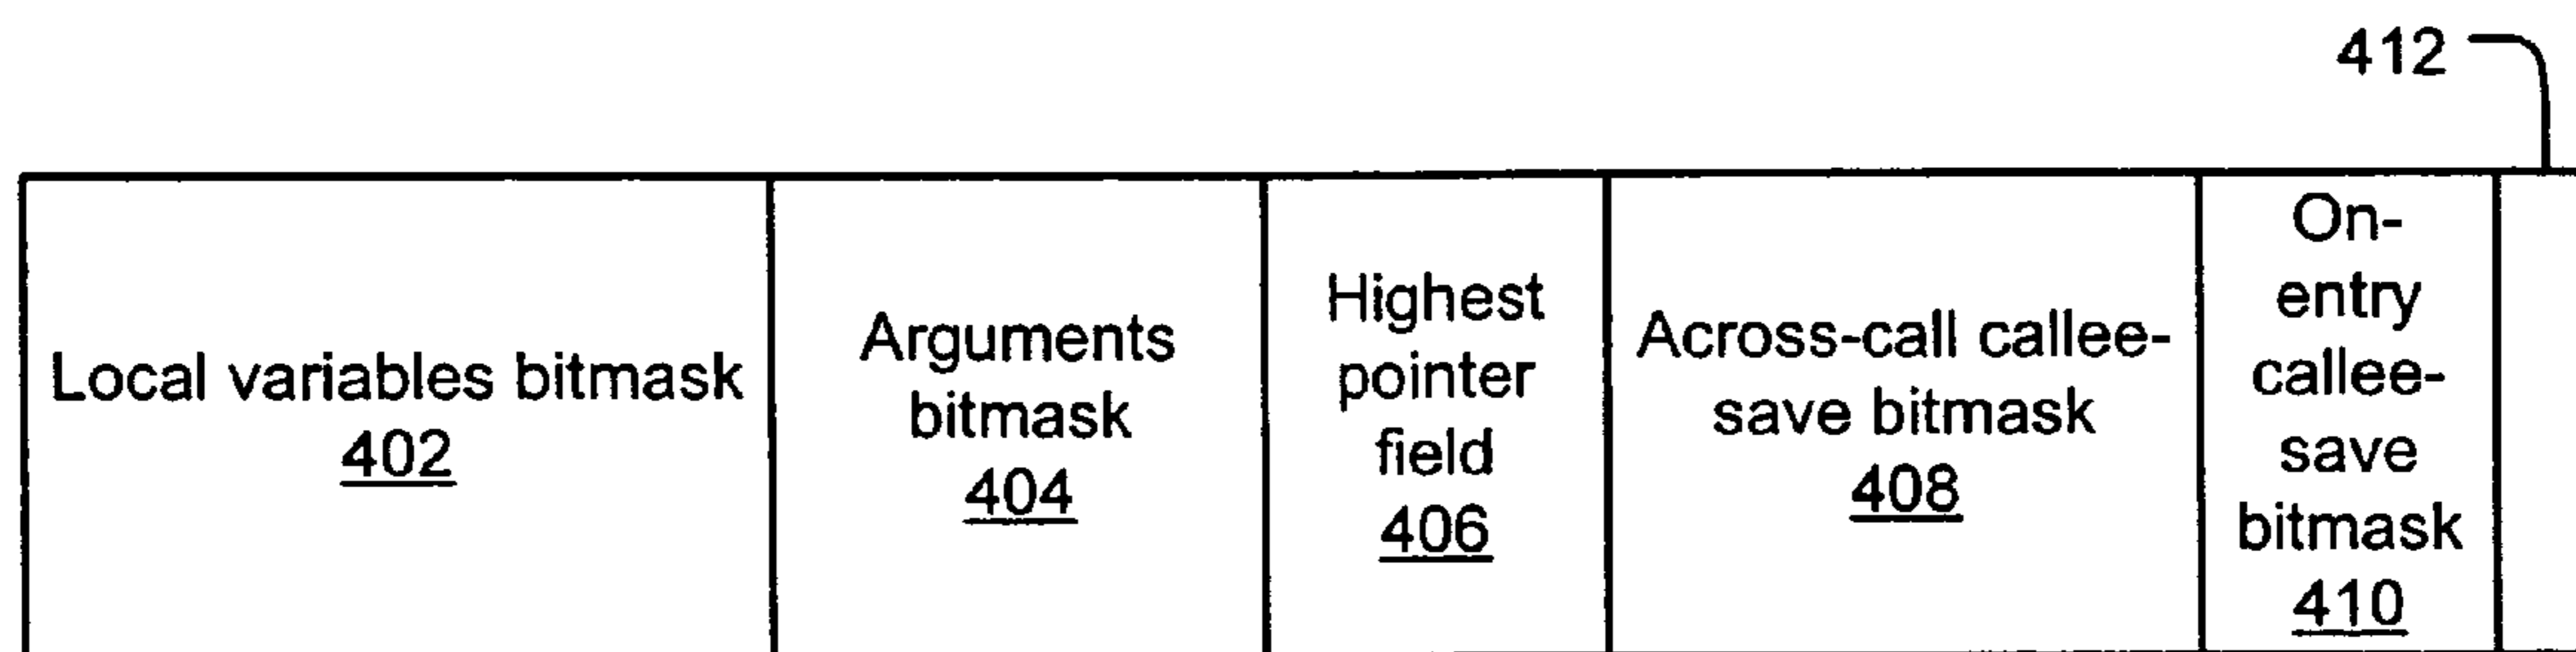 412
Local variables bitmask
402
Arguments
bitmask
404
Highest
pointer
field
406
Across-call callee-
save bitmask
408
On-
entry
callee-
save
bitmask
410